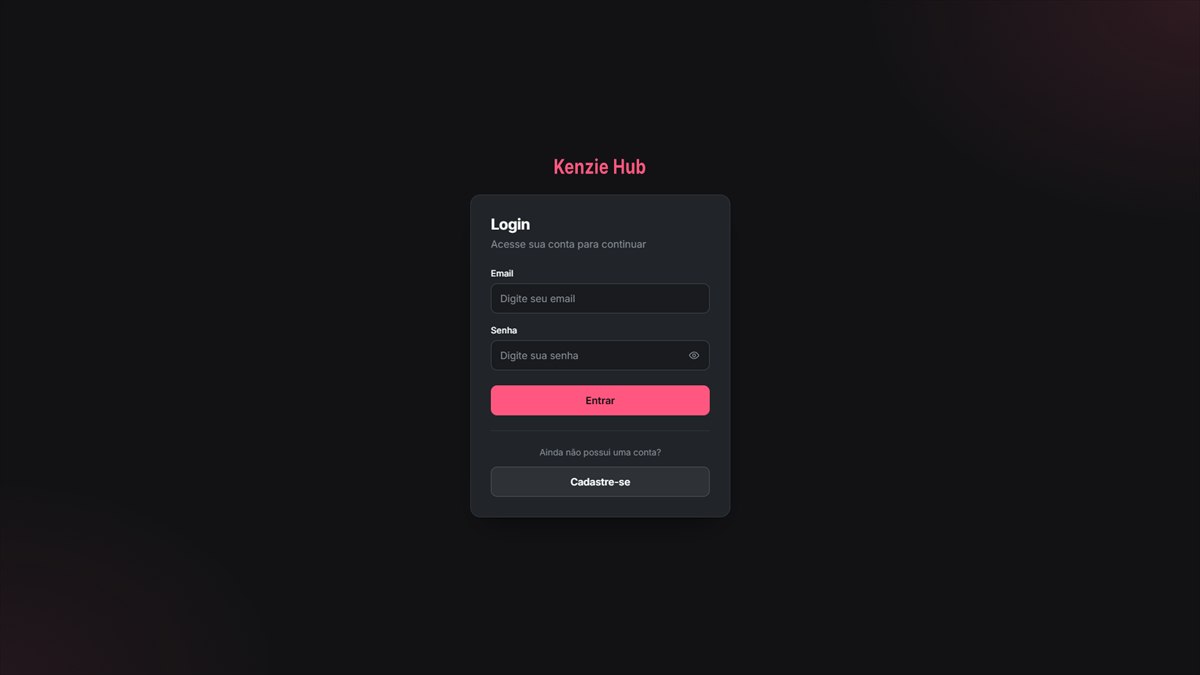 Kenzie Hub
Login
Acesse sua conta para continuar
Email
Digite seu email
Senha
Digite sua senha
Entrar
Ainda não possui uma conta?
Cadastre-se